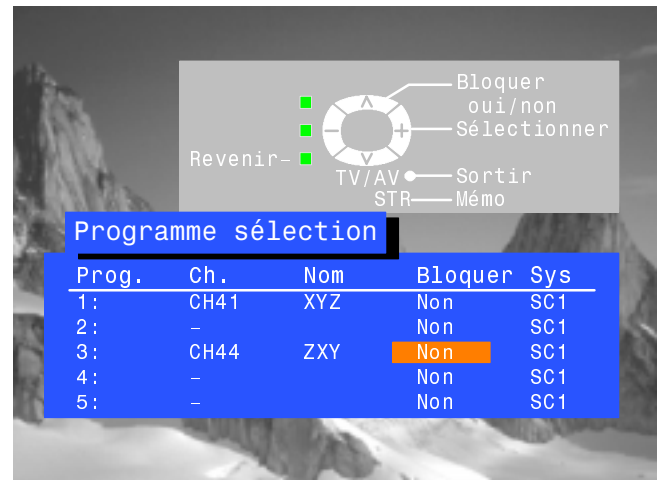 Bloquer
oui/non
Sélectionner
Revenir–
TV/AV Sortir
STR Mémo
Programme sélection
Prog. Ch. Nom Bloquer Sys
1: CH41 XYZ Non SC1
2: – Non SC1
3: CH44 ZXY Non SC1
4: – Non SC1
5: – Non SC1